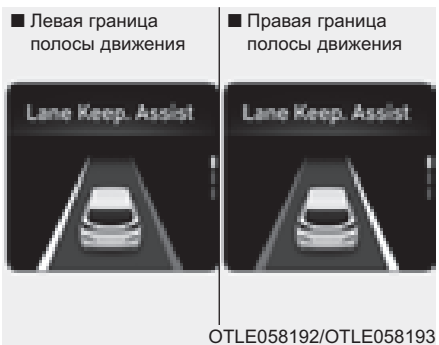 ■ Левая граница
полосы движения
■ Правая граница
полосы движения
Lane Keep. Assist
Lane Keep. Assist
OTLE058192/OTLE058193